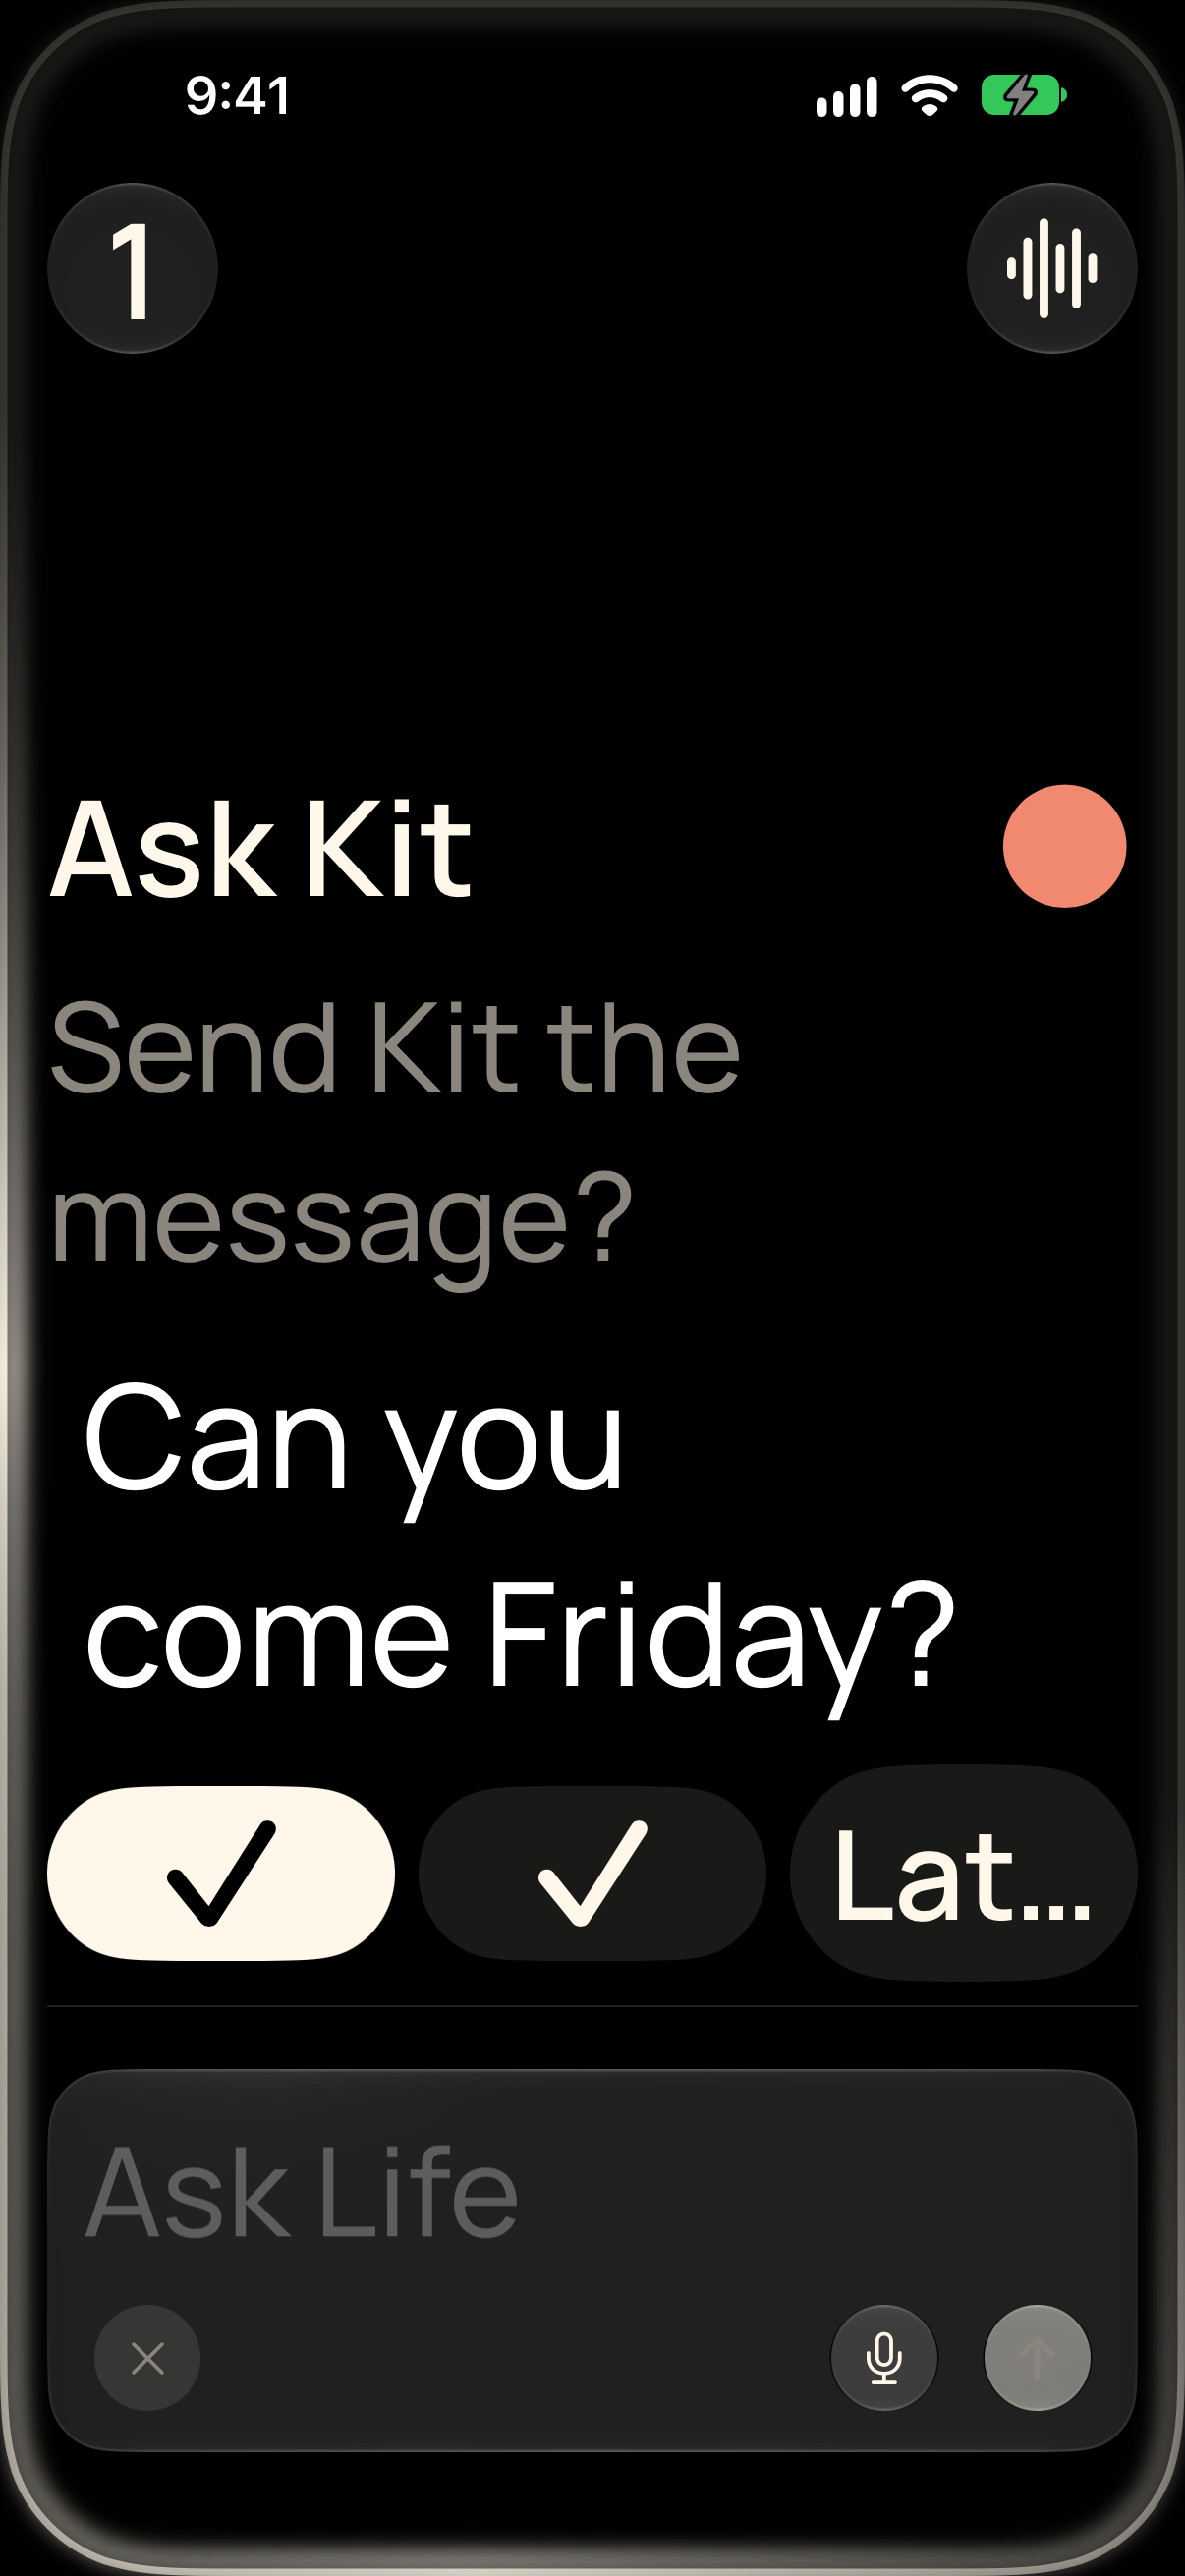 9:41
1
Ask Kit
Send Kit the
message?
Can you
come Friday?
Lat...
Ask Life